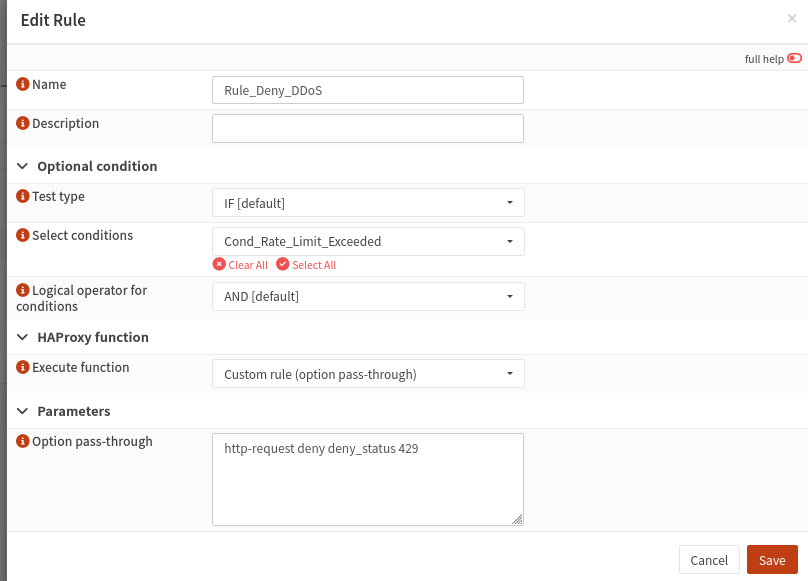 Edit Rule
×
full help
Name
Rule_Deny_DDoS
Description
Optional condition
Test type
IF [default]
Select conditions
Cond_Rate_Limit_Exceeded
Clear All Select All
Logical operator for
conditions
AND [default]
HAProxy function
Execute function
Custom rule (option pass-through)
Parameters
Option pass-through
http-request deny deny_status 429
Cancel
Save